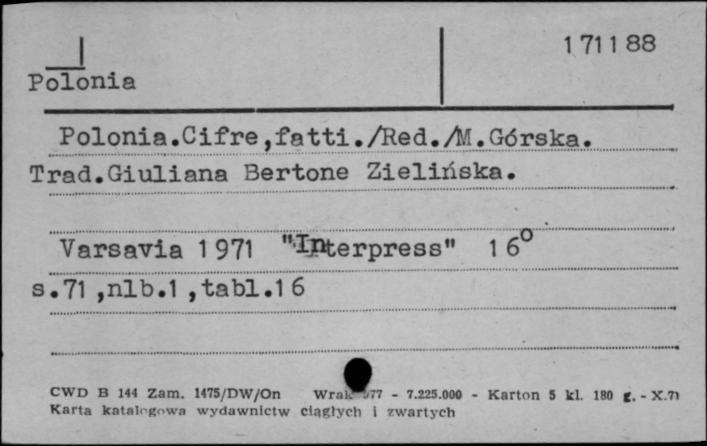 171188
Polonia
Polonia.Cifre,fatti./Red./M.Górska.
Trad.Giuliana Bertone Zielińska.
Varsavia 1971 "Interpress" 16°
s.71,nlb.1,tabl.16
CWD B 144 Zam. 1475/DW/On - 7.225.000 - Karton 5 kl. 180 g. - X.71
Karta katalogowa wydawnictw ciągłych i zwartych